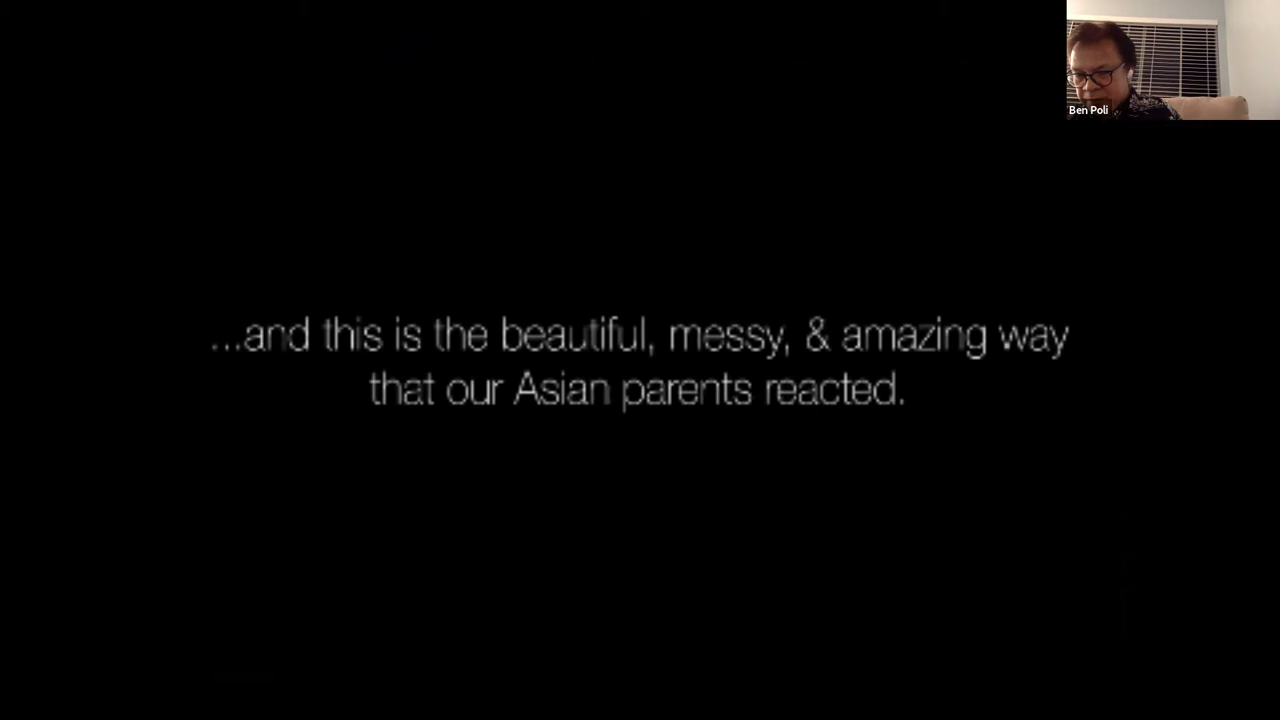 Ben Poli
...and this is the beautiful, messy, & amazing way
that our Asian parents reacted.